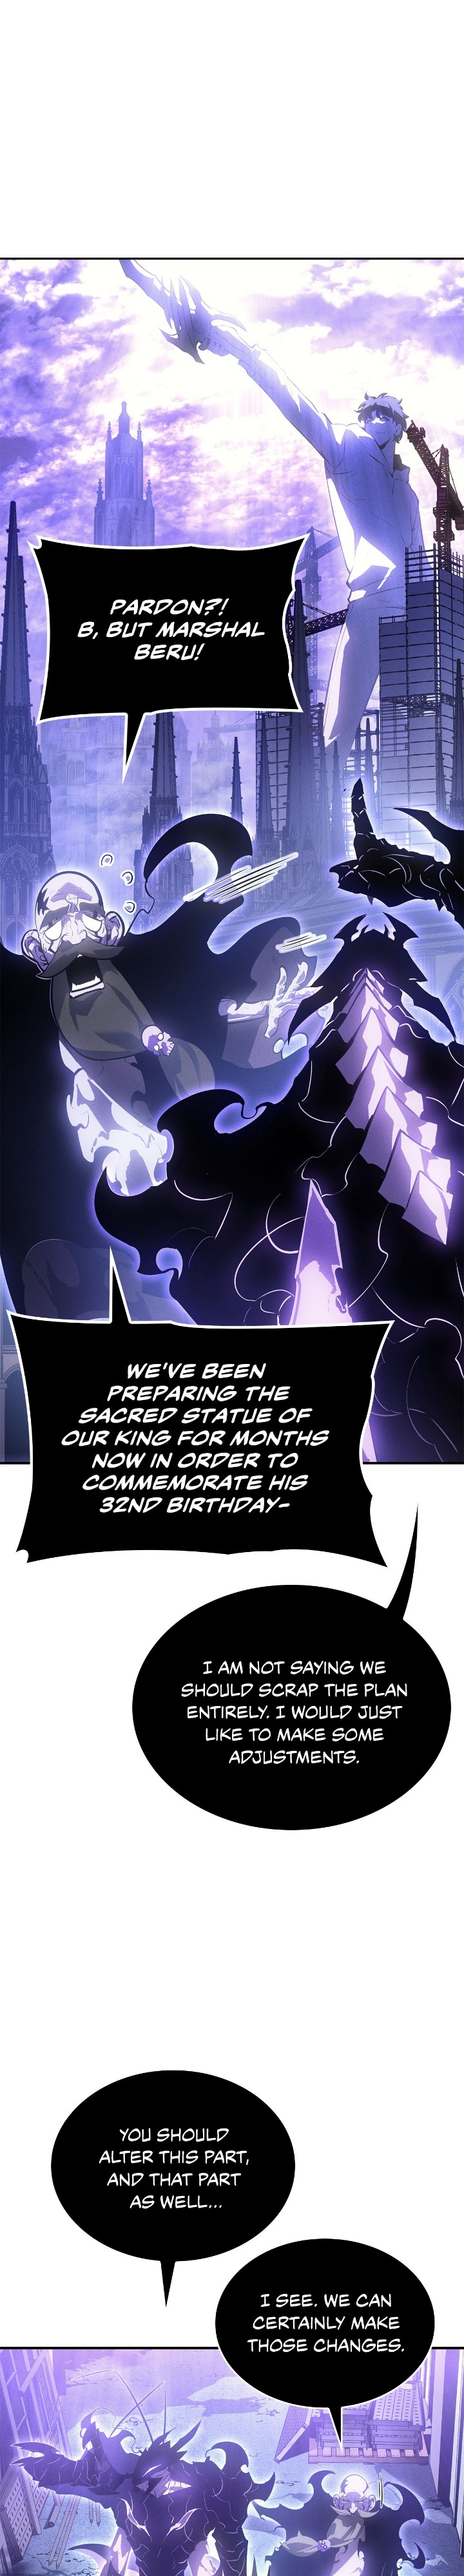 PARDON?!
B, BUT MARSHAL
BERU!
WE'VE BEEN
PREPARING THE
SACRED STATUE OF
OUR KING FOR MONTHS
NOW IN ORDER TO
COMMEMORATE HIS
32ND BIRTHDAY-
I AM NOT SAYING WE
SHOULD SCRAP THE PLAN
ENTIRELY. I WOULD JUST
LIKE TO MAKE SOME
ADJUSTMENTS.
YOU SHOULD
ALTER THIS PART,
AND THAT PART
AS WELL...
I SEE. WE CAN
CERTAINLY MAKE
THOSE CHANGES.